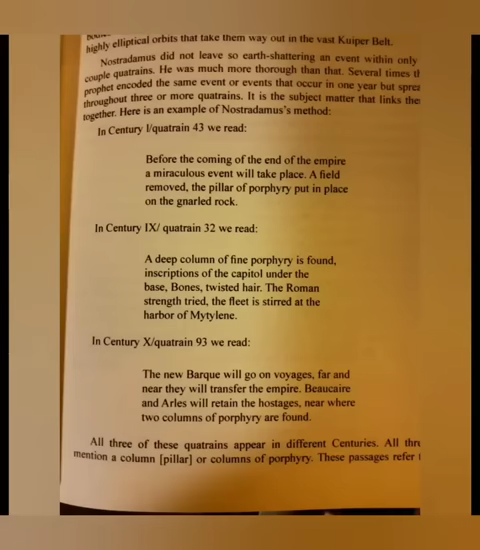 highly elliptical orbits that take them way out in the vast Kuiper Belt.
Nostradamus did not leave so earth-shattering an event within only
couple quatrains. He was much more thorough than that. Several times
prophet encoded the same event or events that occur in one year but
throughout three or more quatrains. It is the subject matter that links
together. Here is an example of Nostradamus's method:
In Century I/quatrain 43 we read:
Before the coming of the end of the empire
a miraculous event will take place. A field
removed, the pillar of porphyry put in place
on the gnarled rock.
In Century IX/ quatrain 32 we read:
A deep column of fine porphyry is found,
inscriptions of the capitol under the
base, Bones, twisted hair. The Roman
strength tried, the fleet is stirred at the
harbor of Mytylene.
In Century X/quatrain 93 we read:
The new Barque will go on voyages, far and
near they will transfer the empire. Beaucaire
and Arles will retain the hostages, near where
two columns of porphyry are found.
All three of these quatrains appear in different Centuries. All
mention a column [pillar] or columns of porphyry. These passages refer